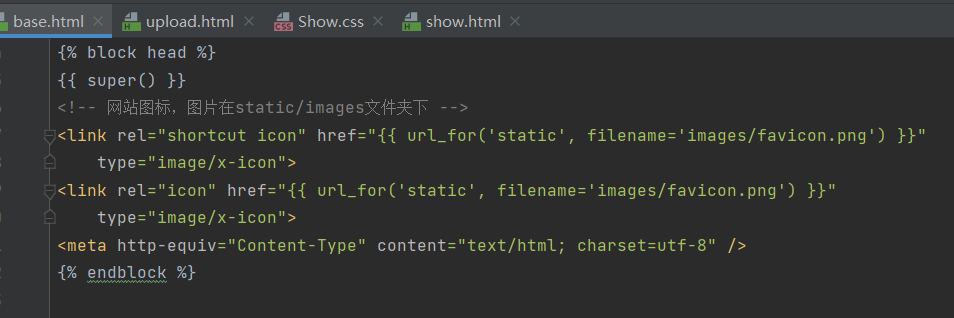 base.html upload.html Show.css show.html
{% block head %}
{{ super() }}
<!-- 网站图标，图片在static/images文件夹下 -->
<link rel="shortcut icon" href="{{ url_for('static', filename='images/favicon.png') }}"
type="image/x-icon">
<link rel="icon" href="{{ url_for('static', filename='images/favicon.png') }}"
type="image/x-icon">
<meta http-equiv="Content-Type" content="text/html; charset=utf-8" />
{% endblock %}